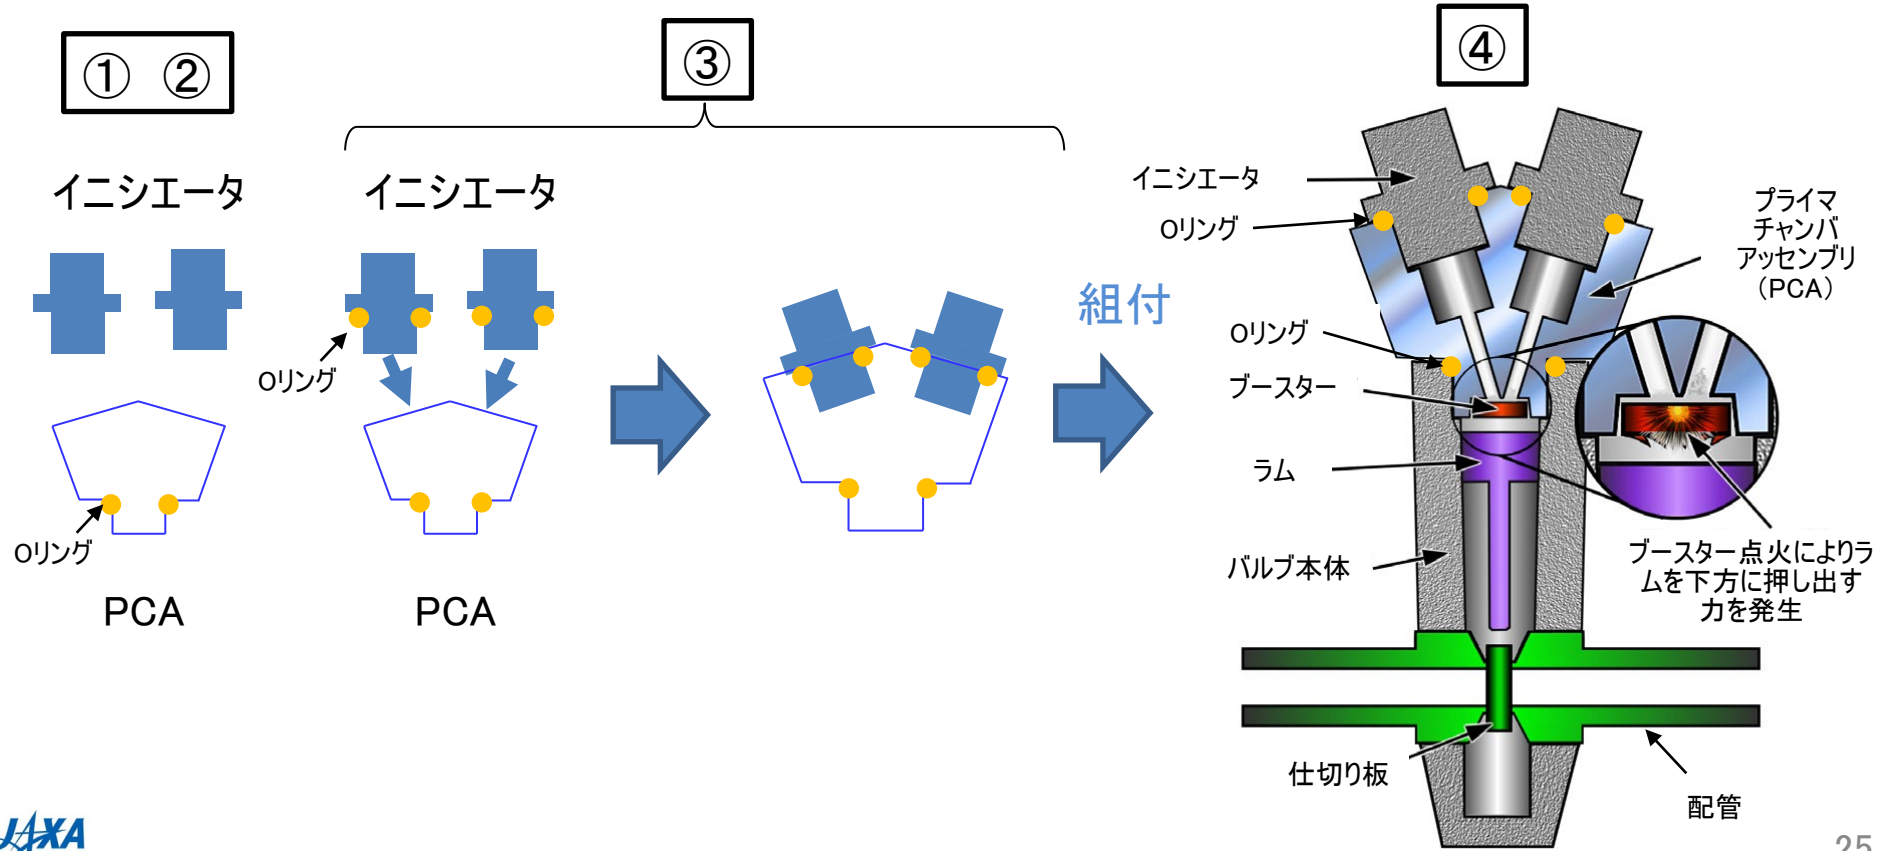 ① ②
イニシエータ
Oリング
PCA
③
イニシエータ
Oリング
PCA
組付
④
イニシエータ
Oリング
Oリング
ブースター
ラム
バルブ本体
仕切り板
プライマ
チャンバ
アッセンブリ
（PCA）
ブースター点火によりラ
ムを下方に押し出す
力を発生
配管
JAXA
25